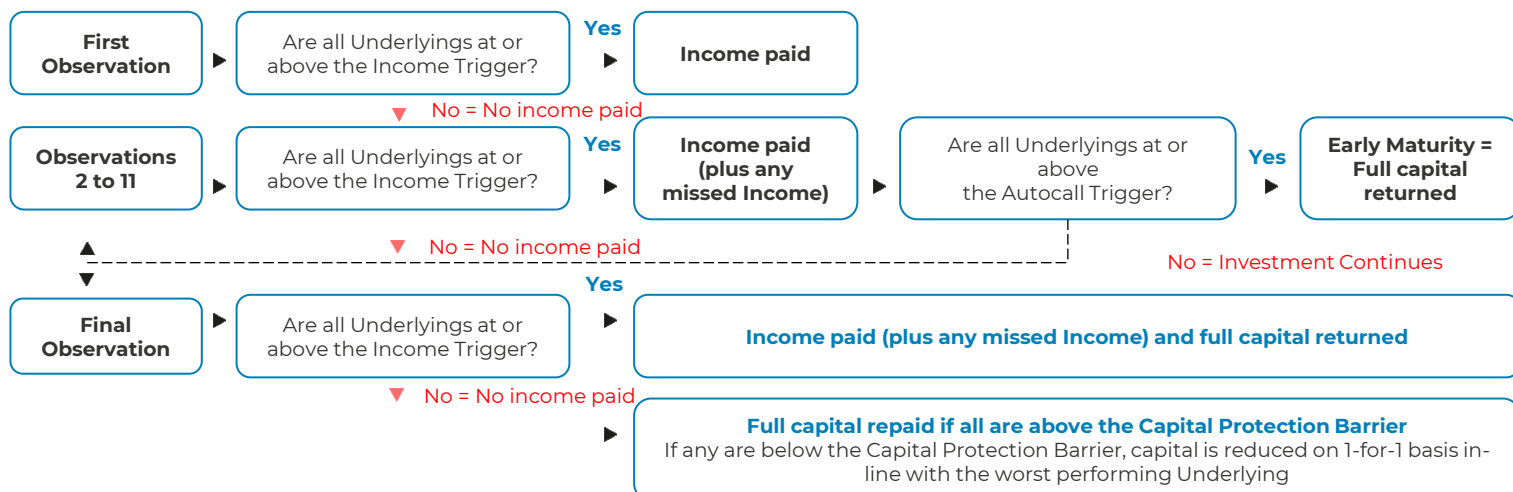 First
Observation
Are all Underlyings at or
above the Income Trigger?
Yes
Income paid
No = No income paid
Observations
2 to 11
Are all Underlyings at or
above the Income Trigger?
Yes
Income paid
(plus any
missed Income)
Are all Underlyings at or
above
the Autocall Trigger?
Yes
Early Maturity =
Full capital
returned
No = No income paid
No = Investment Continues
Final
Observation
Are all Underlyings at or
above the Income Trigger?
Yes
Income paid (plus any missed Income) and full capital returned
No = No income paid
Full capital repaid if all are above the Capital Protection Barrier
If any are below the Capital Protection Barrier, capital is reduced on 1-for-1 basis in-
line with the worst performing Underlying